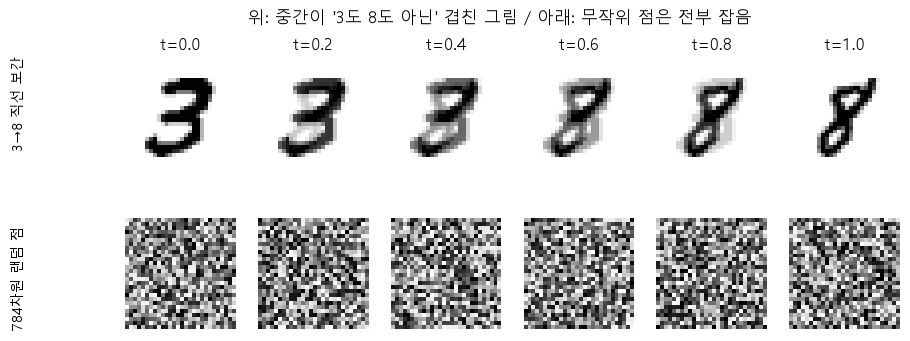 위: 중간이 '3도 8도 아닌' 겹친 그림 / 아래: 무작위 점은 전부 잡음
t=0.0 t=0.2 t=0.4 t=0.6 t=0.8 t=1.0
3→8 직선 보간
784차원 랜덤 점